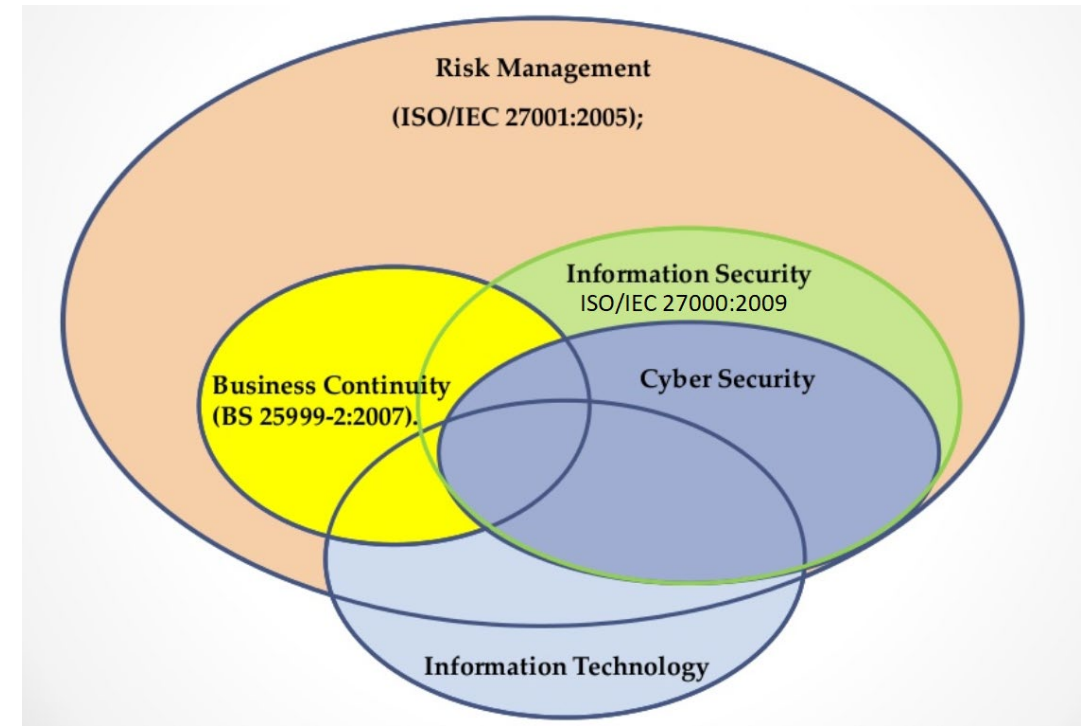 Risk Management
(ISO/IEC 27001:2005);
Information Security
ISO/IEC 27000:2009
Cyber Security
Business Continuity
(BS 25999-2:2007).
Information Technology